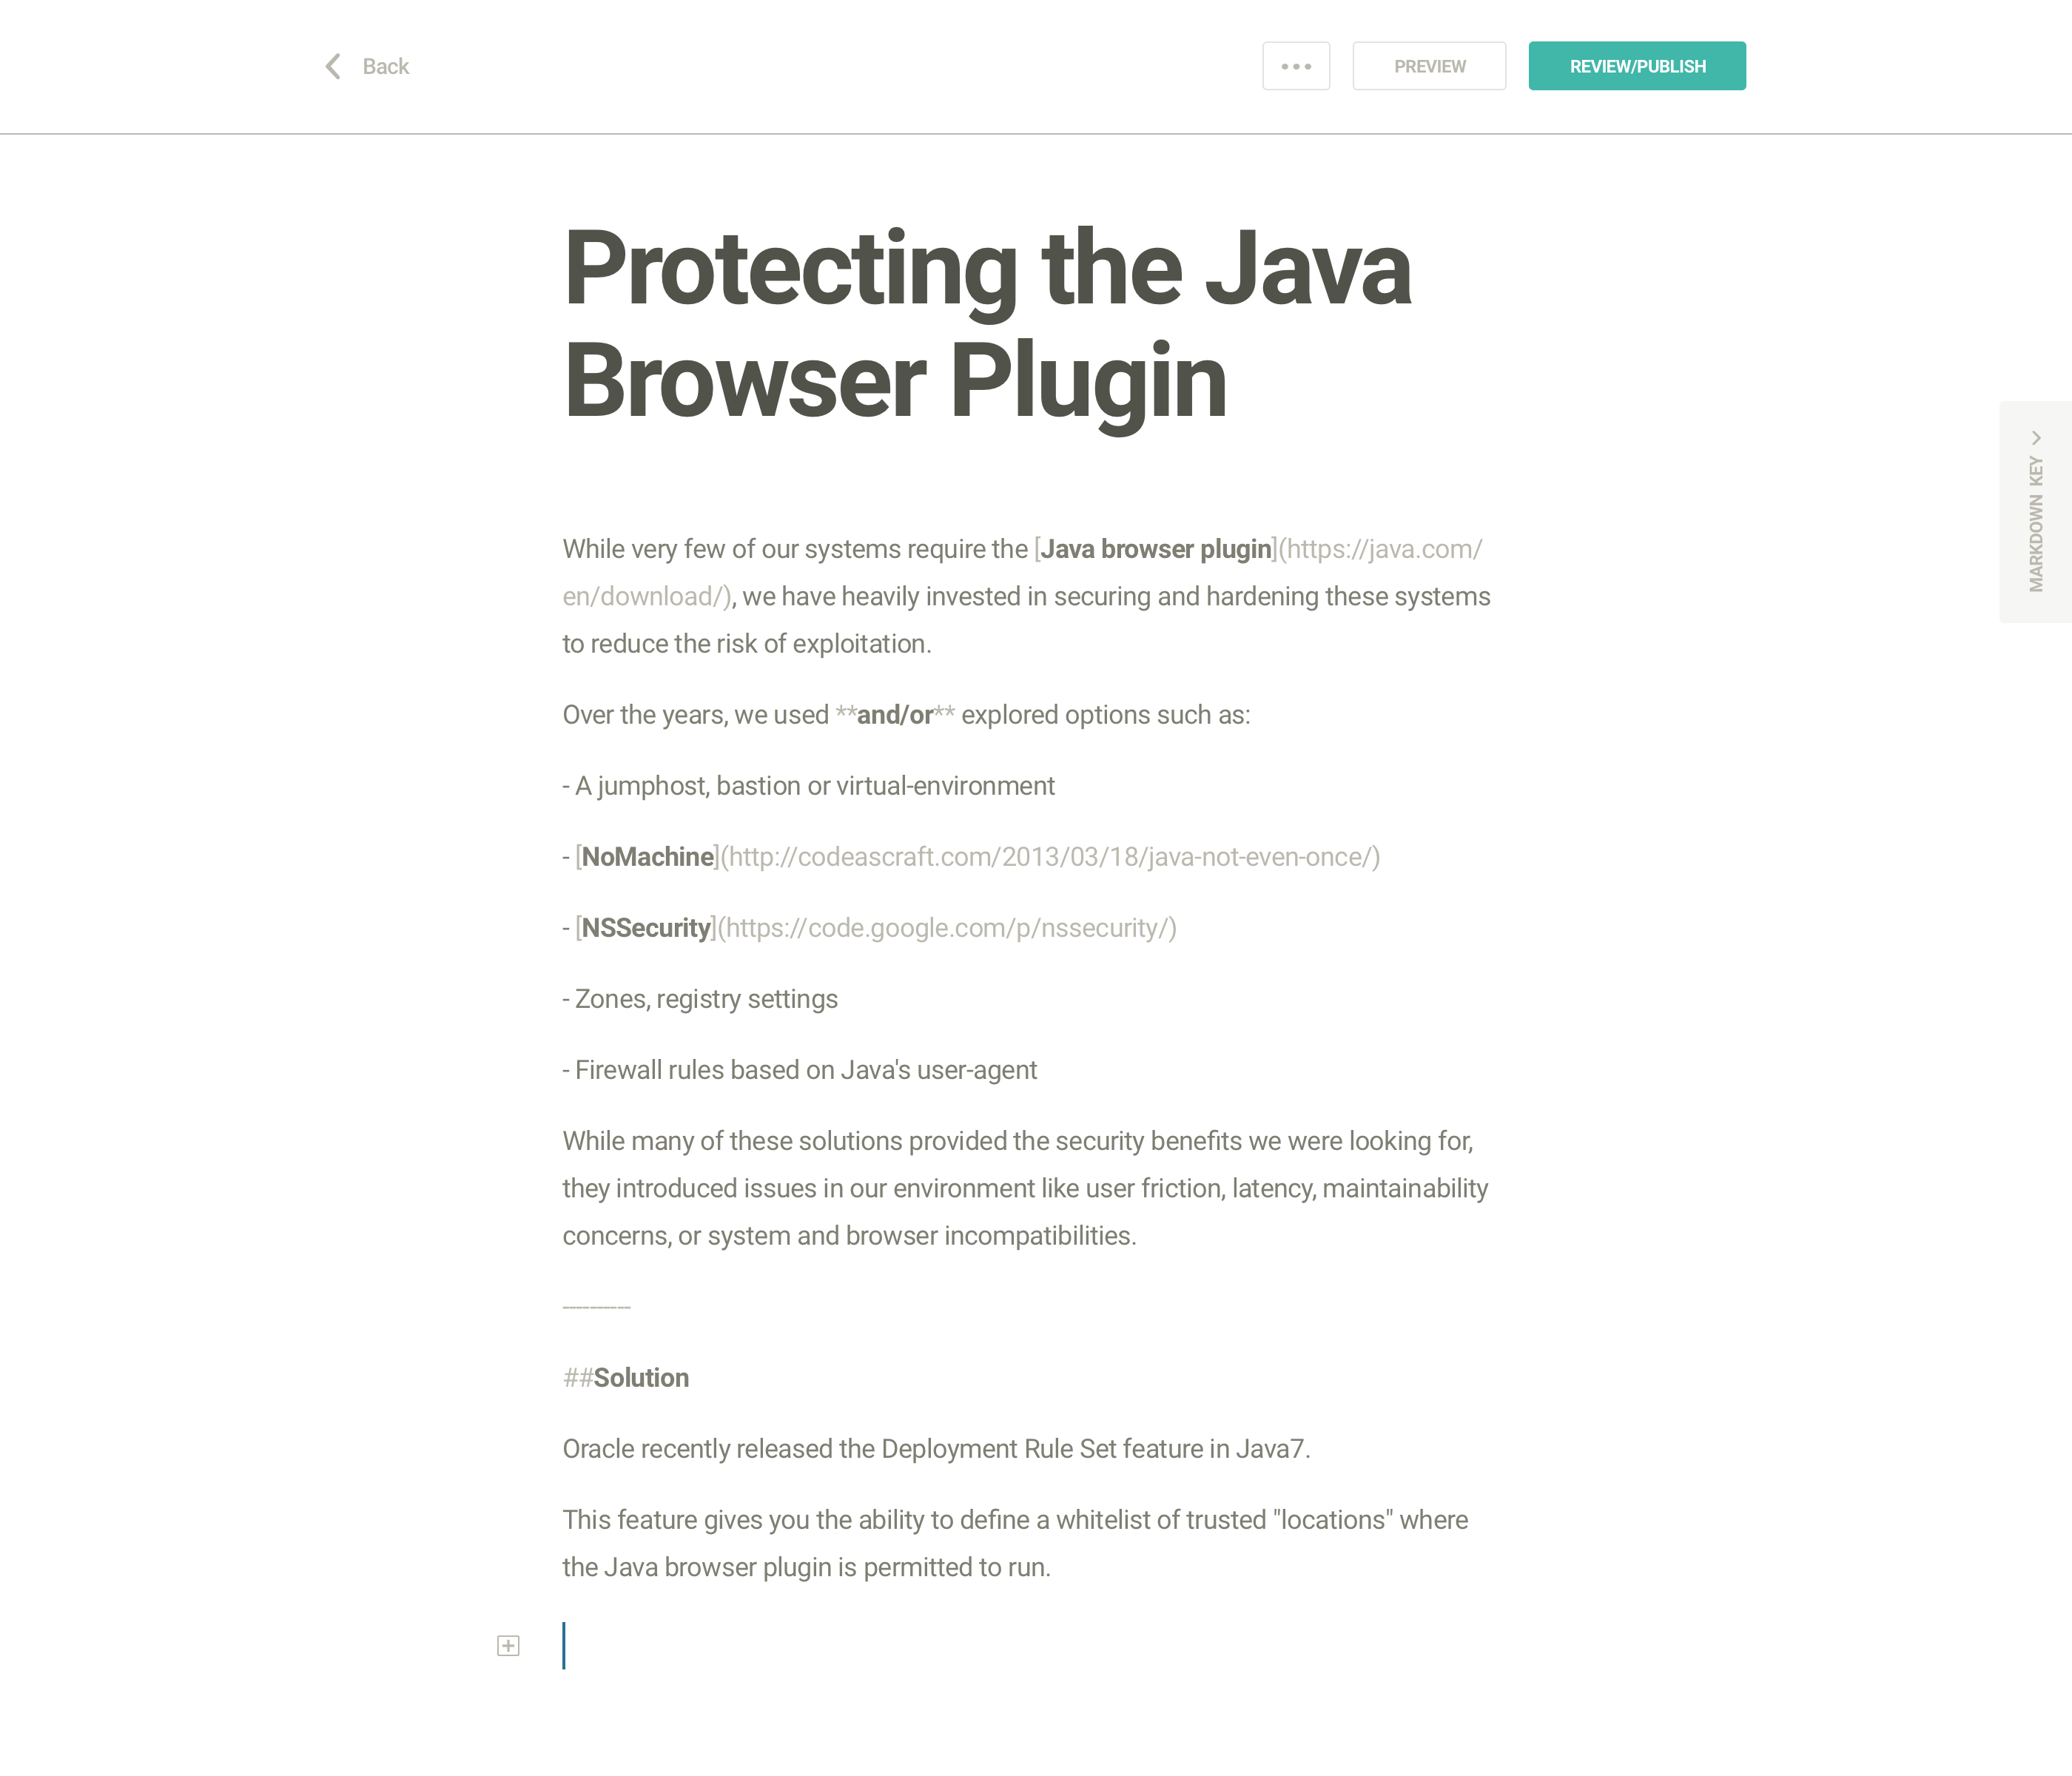 Back
PREVIEW
REVIEW/PUBLISH
Protecting the Java
Browser Plugin
MARKDOWN KEY
While very few of our systems require the [Java browser plugin](https://java.com/
en/download/), we have heavily invested in securing and hardening these systems
to reduce the risk of exploitation.
Over the years, we used **and/or** explored options such as:
- A jumphost, bastion or virtual-environment
- [NoMachine](http://codeascraft.com/2013/03/18/java-not-even-once/)
- [NSSecurity](https://code.google.com/p/nssecurity/)
- Zones, registry settings
- Firewall rules based on Java's user-agent
While many of these solutions provided the security benefits we were looking for,
they introduced issues in our environment like user friction, latency, maintainability
concerns, or system and browser incompatibilities.
----------
##Solution
Oracle recently released the Deployment Rule Set feature in Java7.
This feature gives you the ability to define a whitelist of trusted "locations" where
the Java browser plugin is permitted to run.